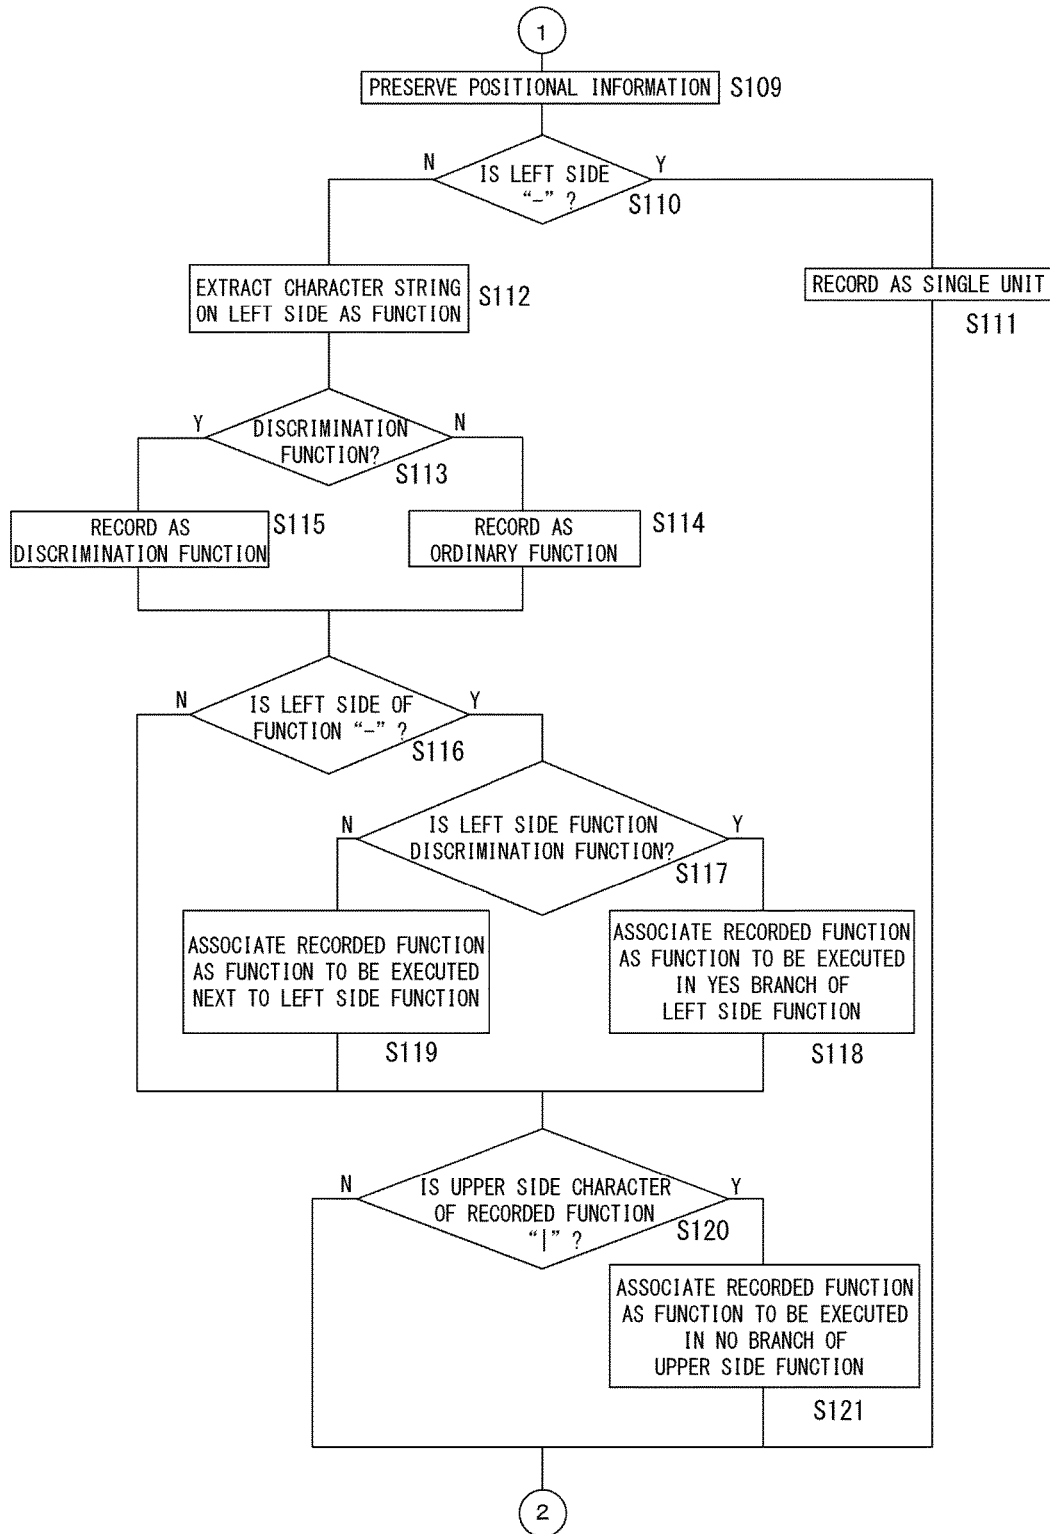 1
PRESERVE POSITIONAL INFORMATION
S109
N
IS LEFT SIDE
“-” ?
Y
S110
EXTRACT CHARACTER STRING
ON LEFT SIDE AS FUNCTION
S112
RECORD AS SINGLE UNIT
S111
Y
DISCRIMINATION
FUNCTION?
N
S113
RECORD AS
DISCRIMINATION FUNCTION
S115
RECORD AS
ORDINARY FUNCTION
S114
N
IS LEFT SIDE OF
FUNCTION “-” ?
Y
S116
N
IS LEFT SIDE FUNCTION
DISCRIMINATION FUNCTION?
Y
S117
ASSOCIATE RECORDED FUNCTION
AS FUNCTION TO BE EXECUTED
NEXT TO LEFT SIDE FUNCTION
S119
ASSOCIATE RECORDED FUNCTION
AS FUNCTION TO BE EXECUTED
IN YES BRANCH OF
LEFT SIDE FUNCTION
S118
N
IS UPPER SIDE CHARACTER
OF RECORDED FUNCTION
“|” ?
Y
S120
ASSOCIATE RECORDED FUNCTION
AS FUNCTION TO BE EXECUTED
IN NO BRANCH OF
UPPER SIDE FUNCTION
S121
2